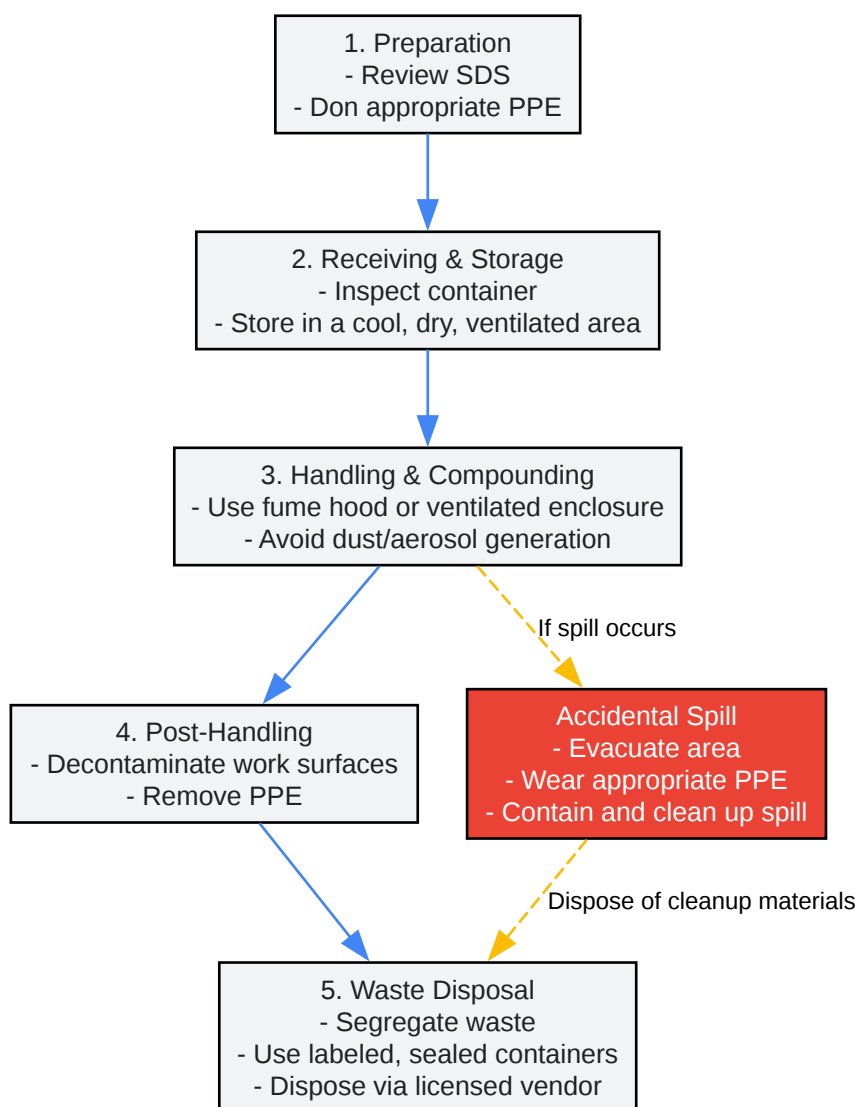 1. Preparation
- Review SDS
- Don appropriate PPE
2. Receiving & Storage
- Inspect container
- Store in a cool, dry, ventilated area
3. Handling & Compounding
- Use fume hood or ventilated enclosure
- Avoid dust/aerosol generation
If spill occurs
4. Post-Handling
- Decontaminate work surfaces
- Remove PPE
Accidental Spill
- Evacuate area
- Wear appropriate PPE
- Contain and clean up spill
Dispose of cleanup materials
5. Waste Disposal
- Segregate waste
- Use labeled, sealed containers
- Dispose via licensed vendor